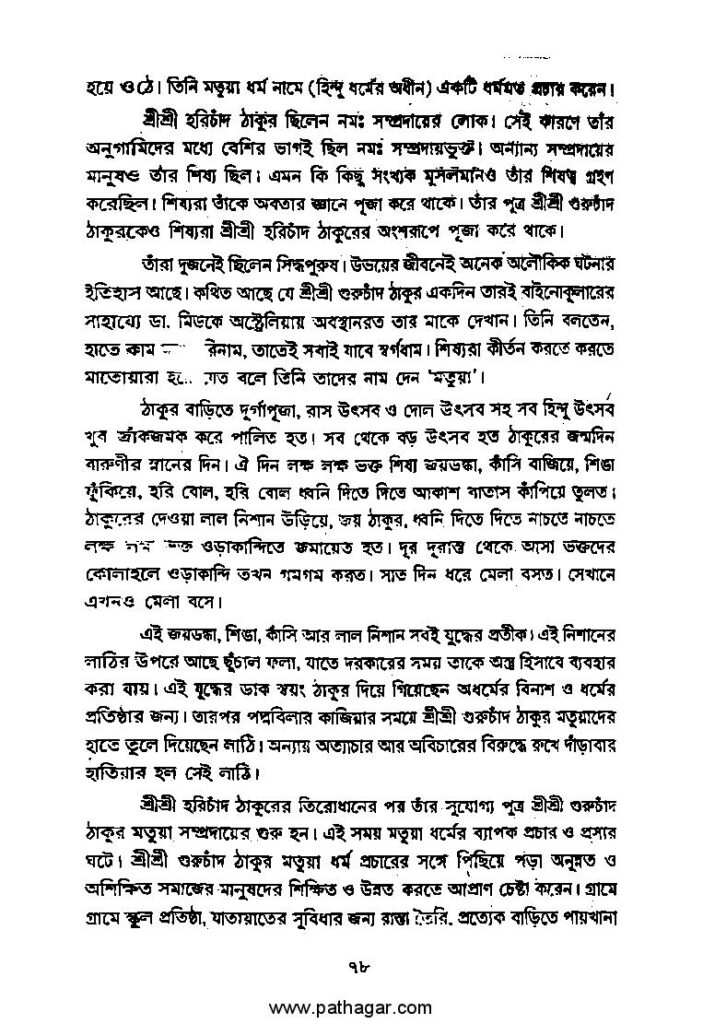 হয়ে ওঠে। তিনি মতুয়া ধর্ম নামে (হিন্দু ধর্মের অধীন) একটি ধর্মমত প্রচার করেন।
শ্রীশ্রী হরিচাঁদ ঠাকুর ছিলেন নমঃ সম্প্রদায়ের লোক। সেই কারণে তাঁর
অনুগামিদের মধ্যে বেশির ভাগই ছিল নমঃ সম্প্রদায়ভুক্ত। অন্যান্য সম্প্রদায়ের
মানুষও তাঁর শিষ্য ছিল। এমন কি কিছু সংখ্যক মুসলমানও তাঁর শিষ্যত্ব গ্রহণ
করেছিল। শিষ্যরা তাঁকে অবতার জ্ঞানে পূজা করে থাকে। তাঁর পুত্র শ্রীশ্রী গুরুচাঁদ
ঠাকুরকেও শিষ্যরা শ্রীশ্রী হরিচাঁদ ঠাকুরের অংশরূপে পূজা করে থাকে।
তাঁরা দুজনেই ছিলেন সিদ্ধপুরুষ। উভয়ের জীবনেই অনেক অলৌকিক ঘটনার
ইতিহাস আছে। কথিত আছে যে শ্রীশ্রী গুরুচাঁদ ঠাকুর একদিন তারই বাইনোকুলারের
সাহায্যে ডা. মিডকে অস্ট্রেলিয়ায় অবস্থানরত তার মাকে দেখান। তিনি বলতেন,
হাতে কাম রিনাম, তাতেই সবাই যাবে স্বর্গধাম। শিষ্যরা কীর্তন করতে করতে
মাতোয়ারা যেত বলে তিনি তাদের নাম দেন 'মতুয়া'।
ঠাকুর বাড়িতে দুর্গাপূজা, রাস উৎসব ও দোল উৎসব সহ সব হিন্দু উৎসব
খুব জাঁকজমক করে পালিত হত। সব থেকে বড় উৎসব হত ঠাকুরের জন্মদিন
বারুণীর স্নানের দিন। ঐ দিন লক্ষ লক্ষ ভক্ত শিষ্য জয়ডঙ্কা, কাঁসি বাজিয়ে, শিঙা
ফুঁকিয়ে, হরি বোল, হরি বোল ধ্বনি দিতে দিতে আকাশ বাতাস কাঁপিয়ে তুলত।
ঠাকুরের দেওয়া লাল নিশান উড়িয়ে, জয় ঠাকুর, ধ্বনি দিতে দিতে নাচতে নাচতে
লক্ষ লক্ষ ভক্ত ওড়াকান্দিতে জমায়েত হত। দূর দূরান্ত থেকে আসা ভক্তদের
কোলাহলে ওড়াকান্দি তখন গমগম করত। সাত দিন ধরে মেলা বসত। সেখানে
এখনও মেলা বসে।
এই জয়ডঙ্কা, শিঙা, কাঁসি আর লাল নিশান সবই যুদ্ধের প্রতীক। এই নিশানের
লাঠির উপরে আছে ছুঁচাল ফলা, যাতে দরকারের সময় তাকে অস্ত্র হিসাবে ব্যবহার
করা যায়। এই যুদ্ধের ডাক স্বয়ং ঠাকুর দিয়ে গিয়েছেন অধর্মের বিনাশ ও ধর্মের
প্রতিষ্ঠার জন্য। তারপর পদ্মবিলার কাজিয়ার সময়ে শ্রীশ্রী গুরুচাঁদ ঠাকুর মতুয়াদের
হাতে তুলে দিয়েছেন লাঠি। অন্যায় অত্যাচার আর অবিচারের বিরুদ্ধে রুখে দাঁড়াবার
হাতিয়ার হল সেই লাঠি।
শ্রীশ্রী হরিচাঁদ ঠাকুরের তিরোধানের পর তাঁর সুযোগ্য পুত্র শ্রীশ্রী গুরুচাঁদ
ঠাকুর মতুয়া সম্প্রদায়ের গুরু হন। এই সময় মতুয়া ধর্মের ব্যাপক প্রচার ও প্রসার
ঘটে। শ্রীশ্রী গুরুচাঁদ ঠাকুর মতুয়া ধর্ম প্রচারের সঙ্গে পিছিয়ে পড়া অনুন্নত ও
অশিক্ষিত সমাজের মানুষদের শিক্ষিত ও উন্নত করতে আপ্রাণ চেষ্টা করেন। গ্রামে
গ্রামে স্কুল প্রতিষ্ঠা, যাতায়াতের সুবিধার জন্য রাস্তা তৈরি, প্রত্যেক বাড়িতে পায়খানা
৭৮
www.pathagar.com